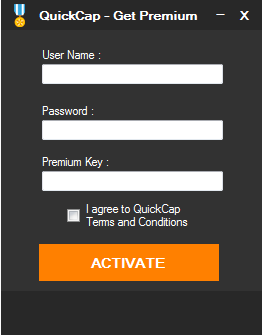 QuickCap - Get Premium
User Name :
Password :
Premium Key :
I agree to QuickCap
Terms and Conditions
ACTIVATE